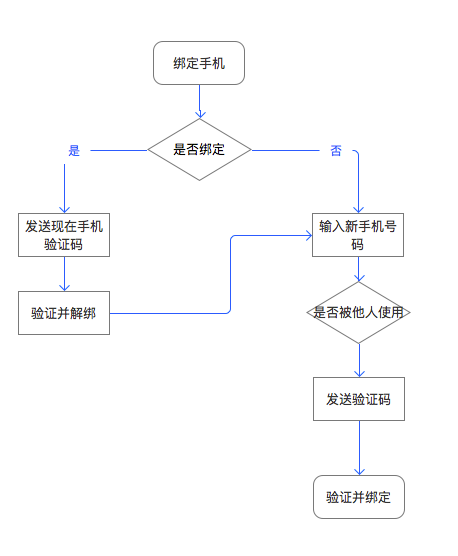 绑定手机
是否绑定
是
否
发送现在手机
验证码
输入新手机号
码
验证并解绑
是否被他人使用
发送验证码
验证并绑定